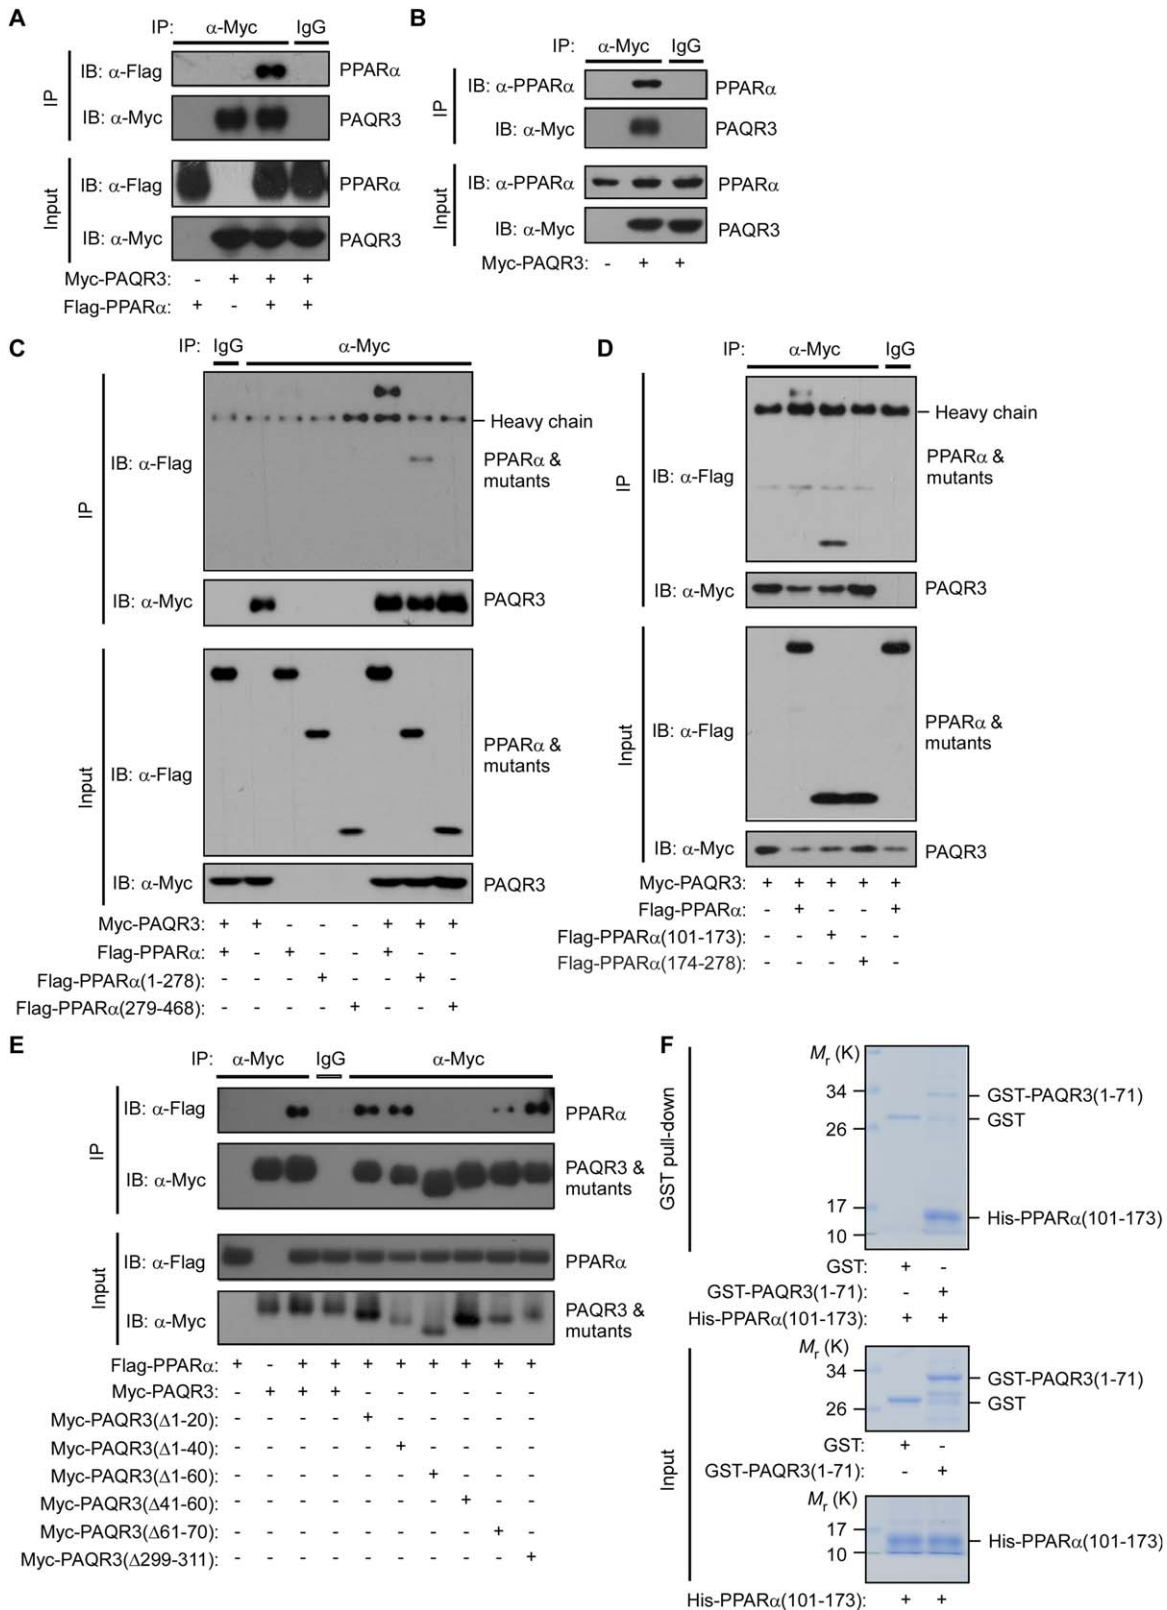 A
IP: α-Myc IgG
IP
IB: α-Flag PPARα
IB: α-Myc PAQR3
Input
IB: α-Flag PPARα
IB: α-Myc PAQR3
Myc-PAQR3: - + + +
Flag-PPARα: + - + +
B
IP: α-Myc IgG
IP
IB: α-PPARα PPARα
IB: α-Myc PAQR3
Input
IB: α-PPARα PPARα
IB: α-Myc PAQR3
Myc-PAQR3: - + +
C
IP: IgG α-Myc
IP
Heavy chain
IB: α-Flag PPARα &
mutants
IB: α-Myc PAQR3
Input
IB: α-Flag PPARα &
mutants
IB: α-Myc PAQR3
Myc-PAQR3: + + - - - + + +
Flag-PPARα: + - + - - + - -
Flag-PPARα(1-278): - - - + - - + -
Flag-PPARα(279-468): - - - - + - - +
D
IP: α-Myc IgG
IP
Heavy chain
IB: α-Flag PPARα &
mutants
IB: α-Myc PAQR3
Input
IB: α-Flag PPARα &
mutants
IB: α-Myc PAQR3
Myc-PAQR3: + + + + +
Flag-PPARα: - + - - +
Flag-PPARα(101-173): - - + - -
Flag-PPARα(174-278): - - - + -
E
IP: α-Myc IgG α-Myc
IP
IB: α-Flag PPARα
IB: α-Myc PAQR3 &
mutants
Input
IB: α-Flag PPARα
IB: α-Myc PAQR3 &
mutants
Flag-PPARα: + - + + + + + + + +
Myc-PAQR3: - + + + - - - - - -
Myc-PAQR3(Δ1-20): - - - - + - - - - -
Myc-PAQR3(Δ1-40): - - - - - + - - - -
Myc-PAQR3(Δ1-60): - - - - - - + - - -
Myc-PAQR3(Δ41-60): - - - - - - - + - -
Myc-PAQR3(Δ61-70): - - - - - - - - + -
Myc-PAQR3(Δ299-311): - - - - - - - - - +
F
GST pull-down
Mr (K)
34 GST-PAQR3(1-71)
26 GST
17
10 His-PPARα(101-173)
GST: + -
GST-PAQR3(1-71): - +
His-PPARα(101-173): + +
Input
Mr (K)
34 GST-PAQR3(1-71)
26 GST
GST: + -
GST-PAQR3(1-71): - +
Mr (K)
17 His-PPARα(101-173)
10
His-PPARα(101-173): + +